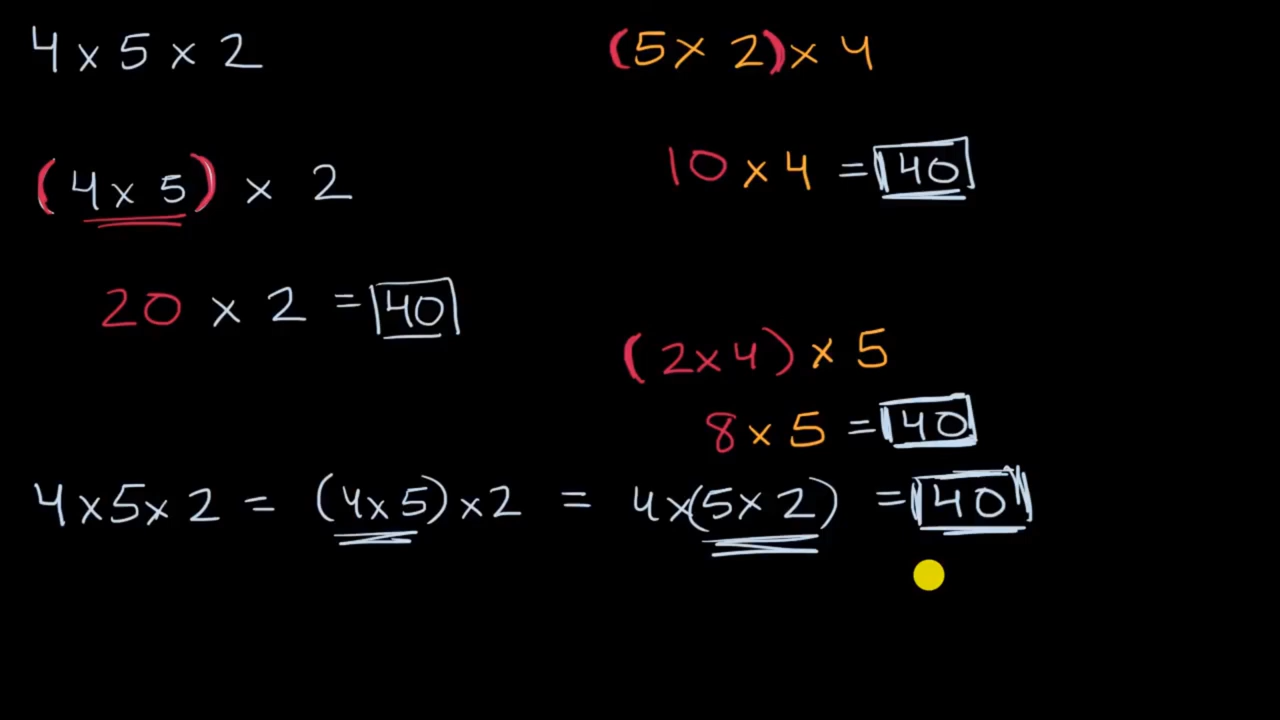 4 x 5 x 2
(4 x 5) x 2
20 x 2 = 40
(5 x 2) x 4
10 x 4 = 40
(2 x 4) x 5
8 x 5 = 40
4 x 5 x 2 = (4 x 5) x 2 = 4 x (5 x 2) = 40